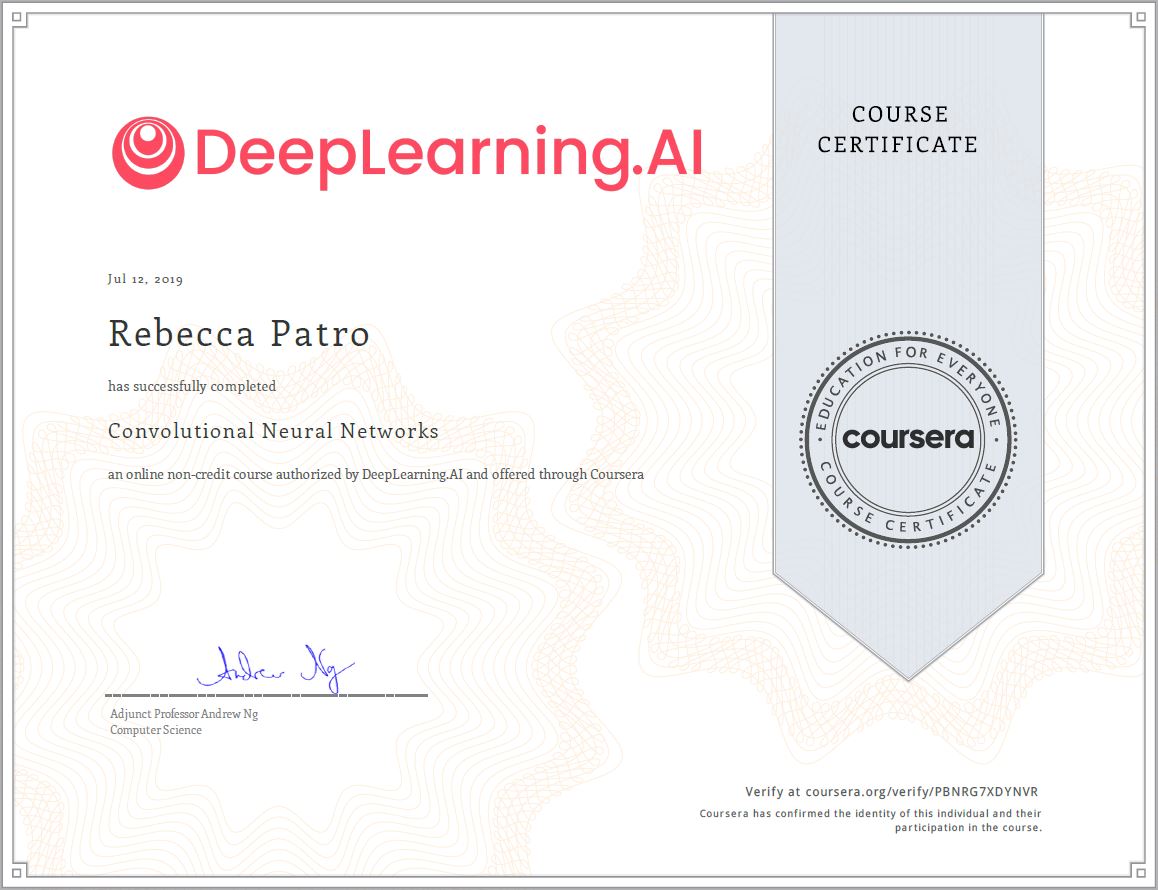 DeepLearning.AI
COURSE
CERTIFICATE
Jul 12, 2019
Rebecca Patro
has successfully completed
Convolutional Neural Networks
an online non-credit course authorized by DeepLearning.AI and offered through Coursera
EDUCATION FOR EVERYONE
coursera
COURSE CERTIFICATE
Andrew Ng
Adjunct Professor Andrew Ng
Computer Science
Verify at coursera.org/verify/PBNRG7XDYNVR
Coursera has confirmed the identity of this individual and their
participation in the course.